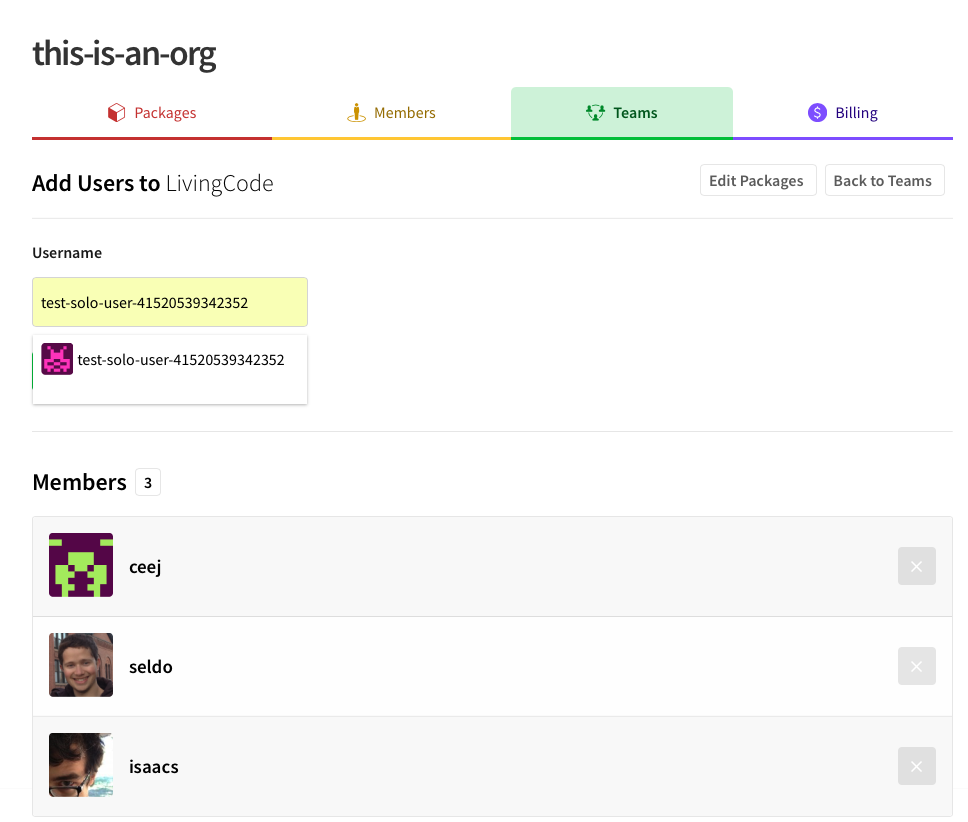 this-is-an-org
Packages Members Teams $ Billing
Add Users to LivingCode Edit Packages Back to Teams
Username
test-solo-user-41520539342352
test-solo-user-41520539342352
Members 3
ceej
seldo
isaacs